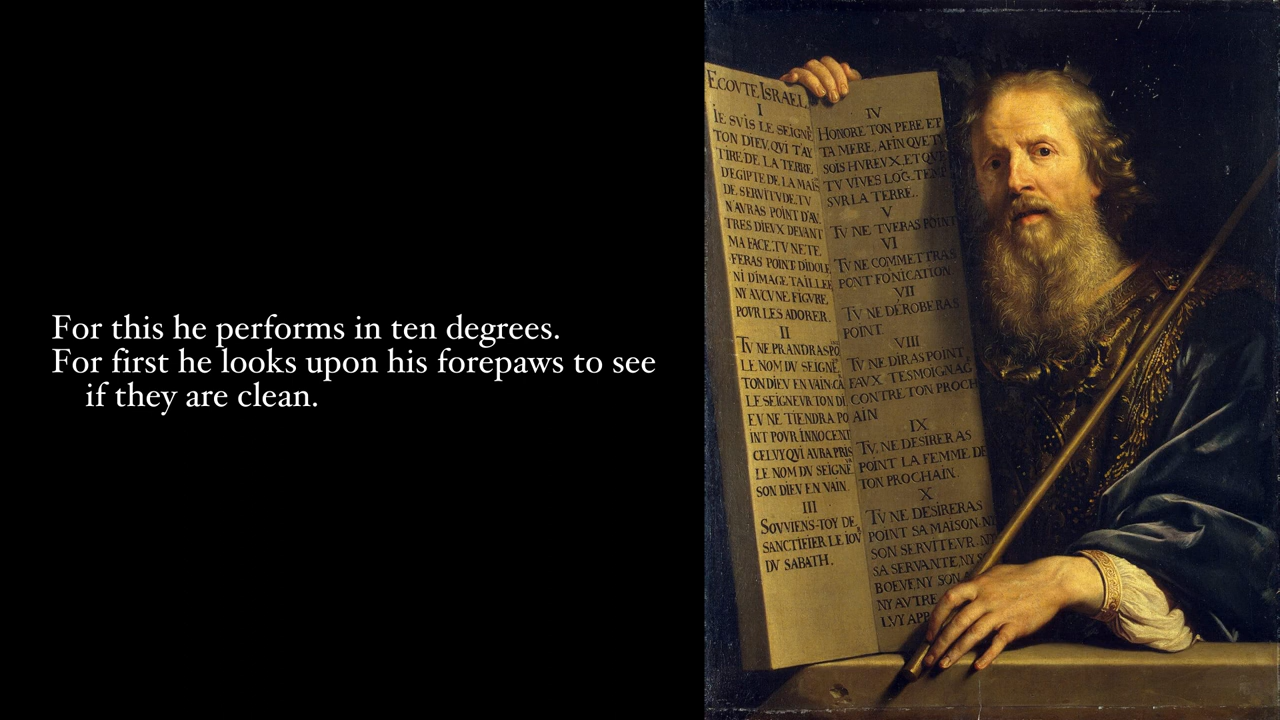 For this he performs in ten degrees.
For first he looks upon his forepaws to see
if they are clean.
ECOVTE ISRAEL.
I
IE SVIS LE SEIGNE
TON DIEV, QVI T'AY
TIRE DE LA TERRE
D'EGIPTE DE LA MAIS
DE SERVITVDE. TV
N'AVRAS POINT D'AV.
TRES DIEVX DEVANT
MA FACE. TV NE TE
FERAS POINT D'IDOLE
NI D'IMAGE TAILLEE
NY AVCVNE FIGVRE
POVR LES ADORER.
II
TV NE PRANDRAS PO
LE NOM DV SEIGNE,
TON DIEV EN VAIN CA
LE SEIGNEVR TON DI,
EV NE TIENDRA PO
INT POVR INNOCENT
CELVY QVI AVRA PRIS
LE NOM DV SEIGNE
SON DIEV EN VAIN.
III
SOVVIENS-TOY DE
SANCTIFIER LE IOV
DV SABATH.
IV
HONORE TON PERE ET
TA MERE, AFIN QVE T
SOIS HVREVX, ET QVE
TV VIVES LOG. TEN
SVR LA TERRE.
V
TV NE TVERAS POINT
VI
TV NE COMMETTRAS
PONT FONICATION.
VII
TV NE DEROBERAS
POINT.
VIII
TV NE DIRAS POINT
FAVX TESMOIGNAG
CONTRE TON PROCH
AIN
IX
TV, NE DESIRERAS
POINT LA FEMME DE
TON PROCHAIN.
X
TV NE DESIRERAS
POINT SA MAISON NI
SON SERVITEVR, NI
SA SERVANTE, NY S
BOEVF NY SON
NY AVTRE
LVY APP